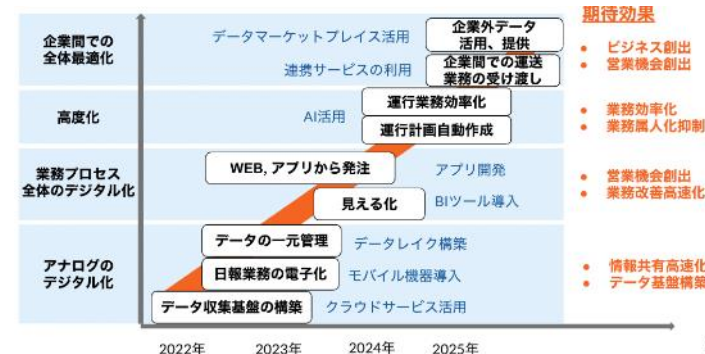 期待効果
企業間での
全体最適化
データマーケットプレイス活用
企業外データ
活用、提供
連携サービスの利用
企業間での運送
業務の受け渡し
● ビジネス創出
● 営業機会創出
高度化
AI活用
運行業務効率化
運行計画自動作成
● 業務効率化
● 業務属人化抑制
業務プロセス
全体のデジタル化
WEB, アプリから発注
アプリ開発
見える化
BIツール導入
● 営業機会創出
● 業務改善高速化
アナログの
デジタル化
データの一元管理
データレイク構築
日報業務の電子化
モバイル機器導入
データ収集基盤の構築
クラウドサービス活用
● 情報共有高速化
● データ基盤構築
2022年 2023年 2024年 2025年